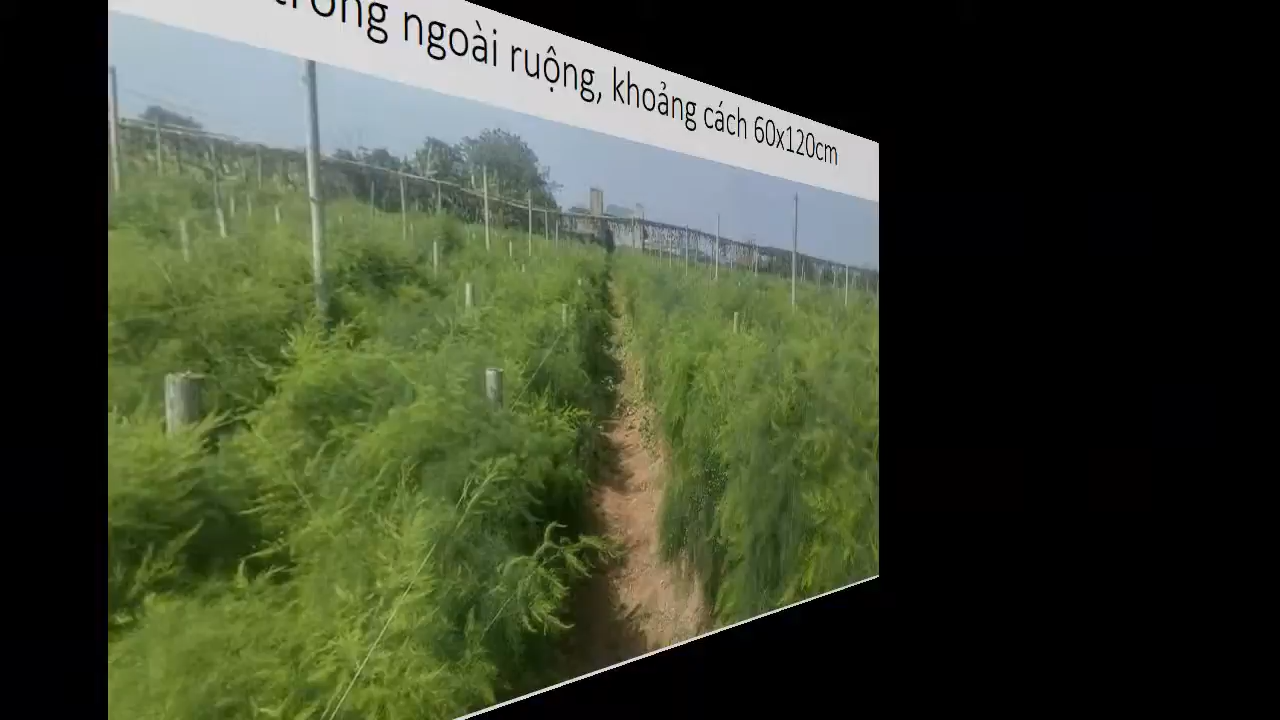 trồng ngoài ruộng, khoảng cách 60x120cm